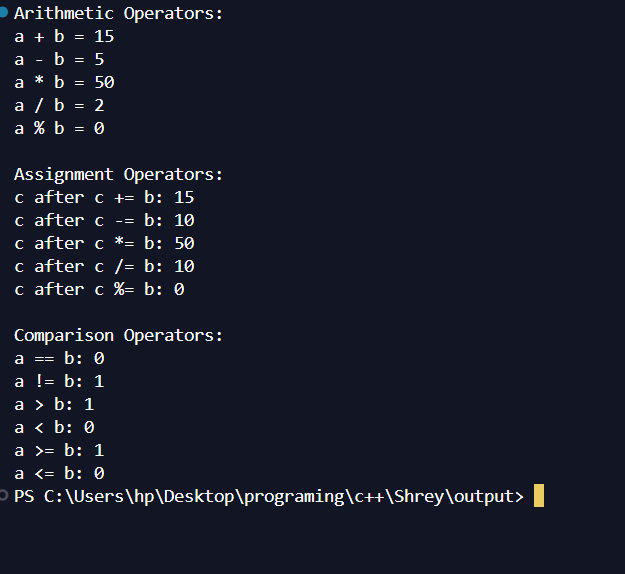 Arithmetic Operators:
a + b = 15
a - b = 5
a * b = 50
a / b = 2
a % b = 0
Assignment Operators:
c after c += b: 15
c after c -= b: 10
c after c *= b: 50
c after c /= b: 10
c after c %= b: 0
Comparison Operators:
a == b: 0
a != b: 1
a > b: 1
a < b: 0
a >= b: 1
a <= b: 0
PS C:\Users\hp\Desktop\programing\c++\Shrey\output>